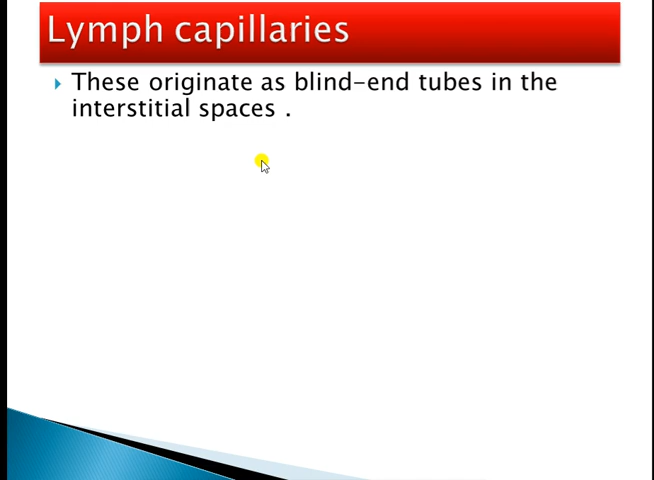 Lymph capillaries
These originate as blind-end tubes in the
interstitial spaces .